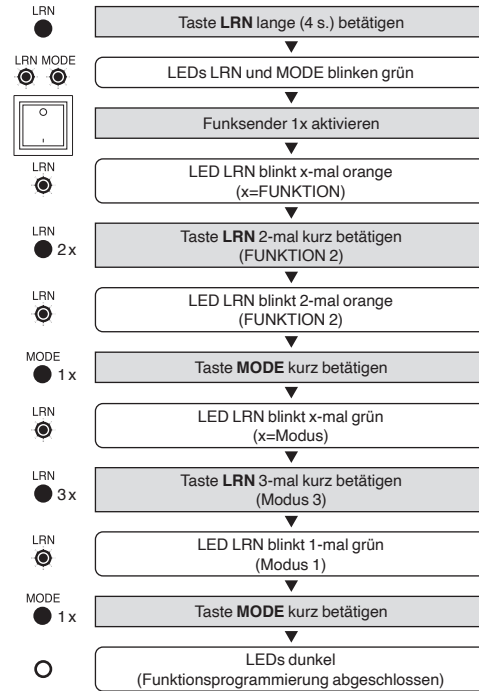 LRN
Taste LRN lange (4 s.) betätigen
LRN MODE
LEDs LRN und MODE blinken grün
Funksender 1x aktivieren
LRN
LED LRN blinkt x-mal orange
(x=FUNKTION)
LRN
2 x
Taste LRN 2-mal kurz betätigen
(FUNKTION 2)
LRN
LED LRN blinkt 2-mal orange
(FUNKTION 2)
MODE
1 x
Taste MODE kurz betätigen
LRN
LED LRN blinkt x-mal grün
(x=Modus)
LRN
3 x
Taste LRN 3-mal kurz betätigen
(Modus 3)
LRN
LED LRN blinkt 1-mal grün
(Modus 1)
MODE
1 x
Taste MODE kurz betätigen
LEDs dunkel
(Funktionsprogrammierung abgeschlossen)